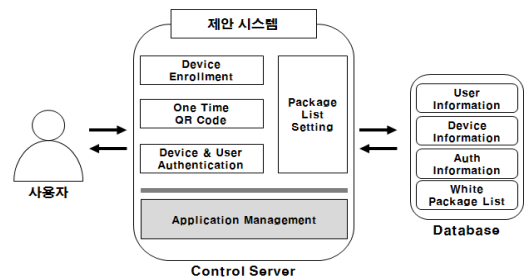 제안 시스템
Device
Enrollment
One Time
QR Code
Device & User
Authentication
Package
List
Setting
Application Management
Control Server
사용자
User
Information
Device
Information
Auth
Information
White
Package List
Database